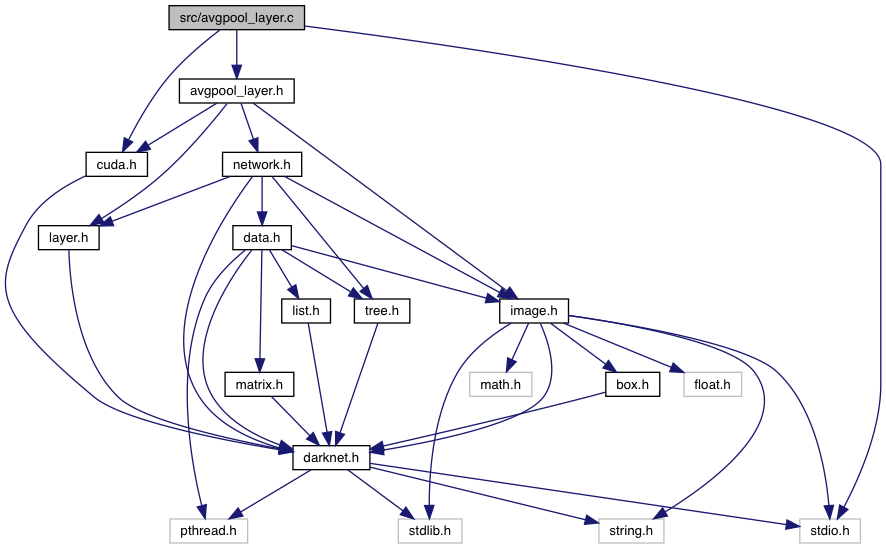 src/avgpool_layer.c
avgpool_layer.h
cuda.h
network.h
layer.h
data.h
list.h
tree.h
image.h
matrix.h
math.h
box.h
float.h
darknet.h
pthread.h
stdlib.h
string.h
stdio.h